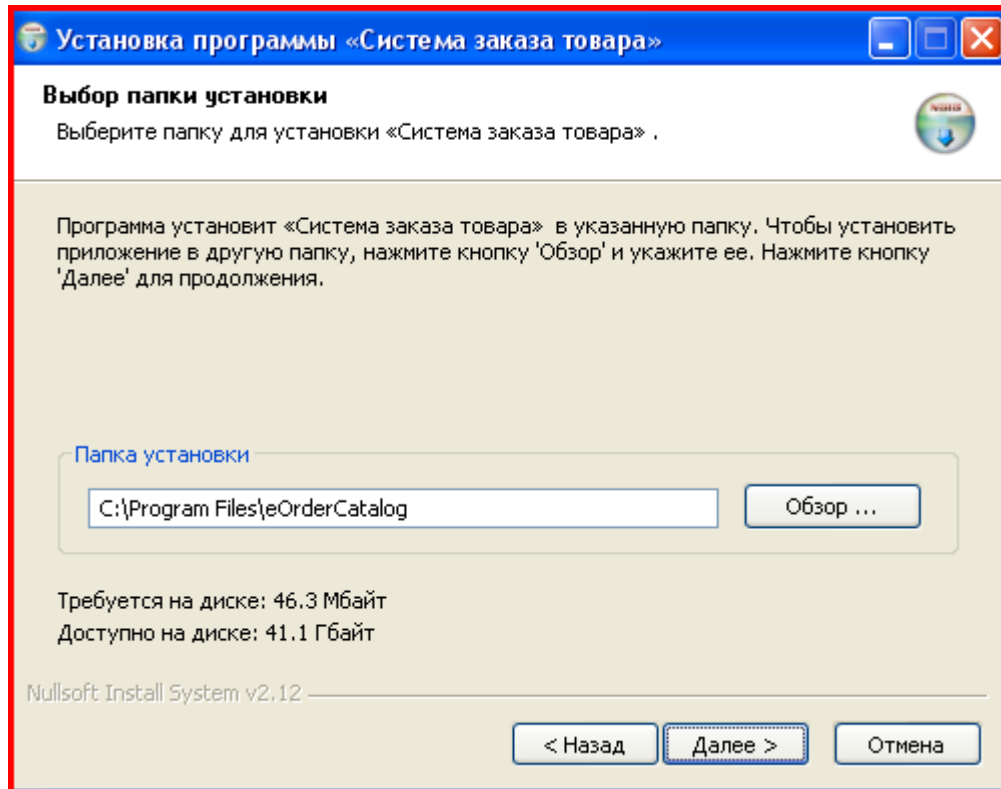 Установка программы «Система заказа товара»
Выбор папки установки
Выберите папку для установки «Система заказа товара» .
Программа установит «Система заказа товара»  в указанную папку. Чтобы установить
приложение в другую папку, нажмите кнопку 'Обзор' и укажите ее. Нажмите кнопку
'Далее' для продолжения.
Папка установки
C:\Program Files\eOrderCatalog
Обзор ...
Требуется на диске: 46.3 Мбайт
Доступно на диске: 41.1 Гбайт
Nullsoft Install System v2.12
< Назад
Далее >
Отмена